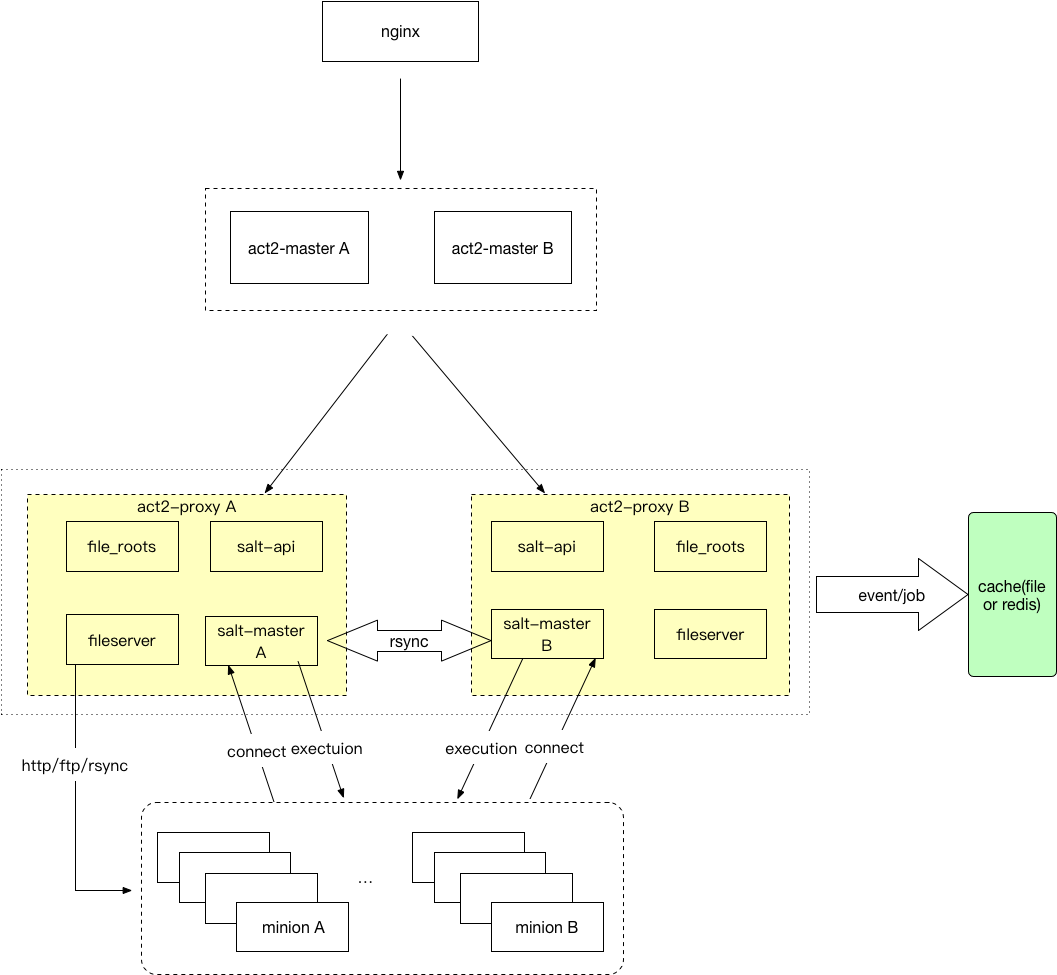 nginx
act2-master A
act2-master B
act2-proxy A
file_roots
salt-api
fileserver
salt-master
A
rsync
act2-proxy B
salt-api
file_roots
salt-master
B
fileserver
event/job
cache(file
or redis)
http/ftp/rsync
connect
exectuion
execution
connect
...
minion A
minion B